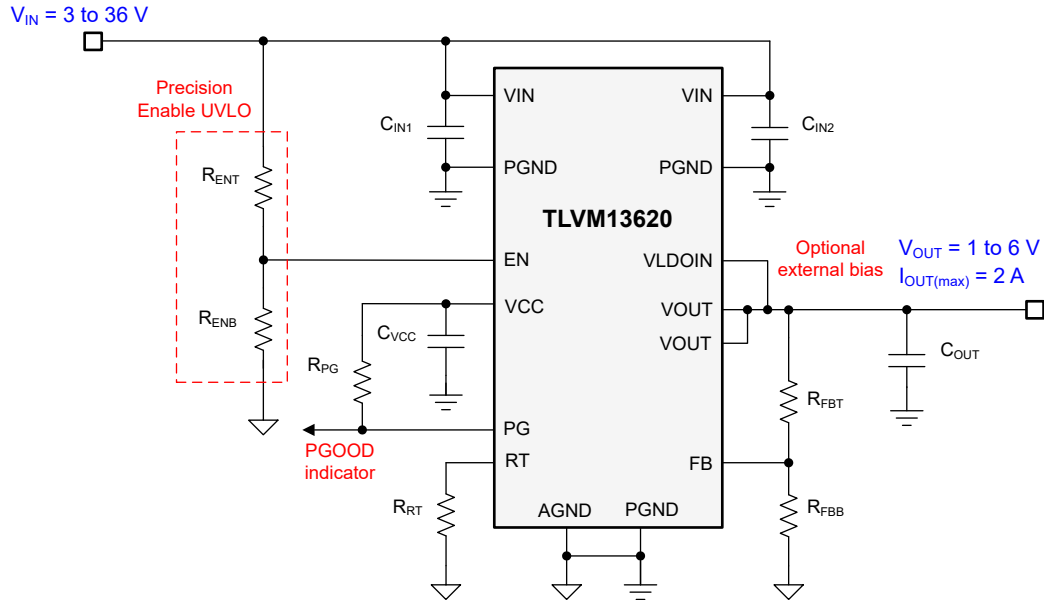 V_IN = 3 to 36 V
Precision
Enable UVLO
R_ENT
R_ENB
C_IN1
C_IN2
VIN
VIN
PGND
PGND
TLVM13620
EN
VLDOIN
Optional
external bias
V_OUT = 1 to 6 V
I_OUT(max) = 2 A
VCC
VOUT
VOUT
C_VCC
C_OUT
R_PG
R_FBT
PG
PGOOD
indicator
RT
FB
R_RT
AGND
PGND
R_FBB